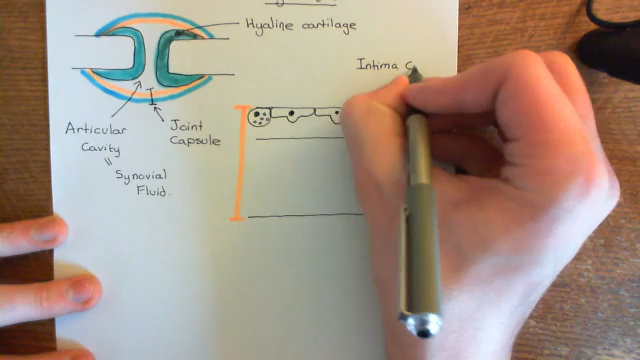 Hyaline cartilage
Intima C
Articular
Cavity
=
Synovial
Fluid.
Joint
Capsule